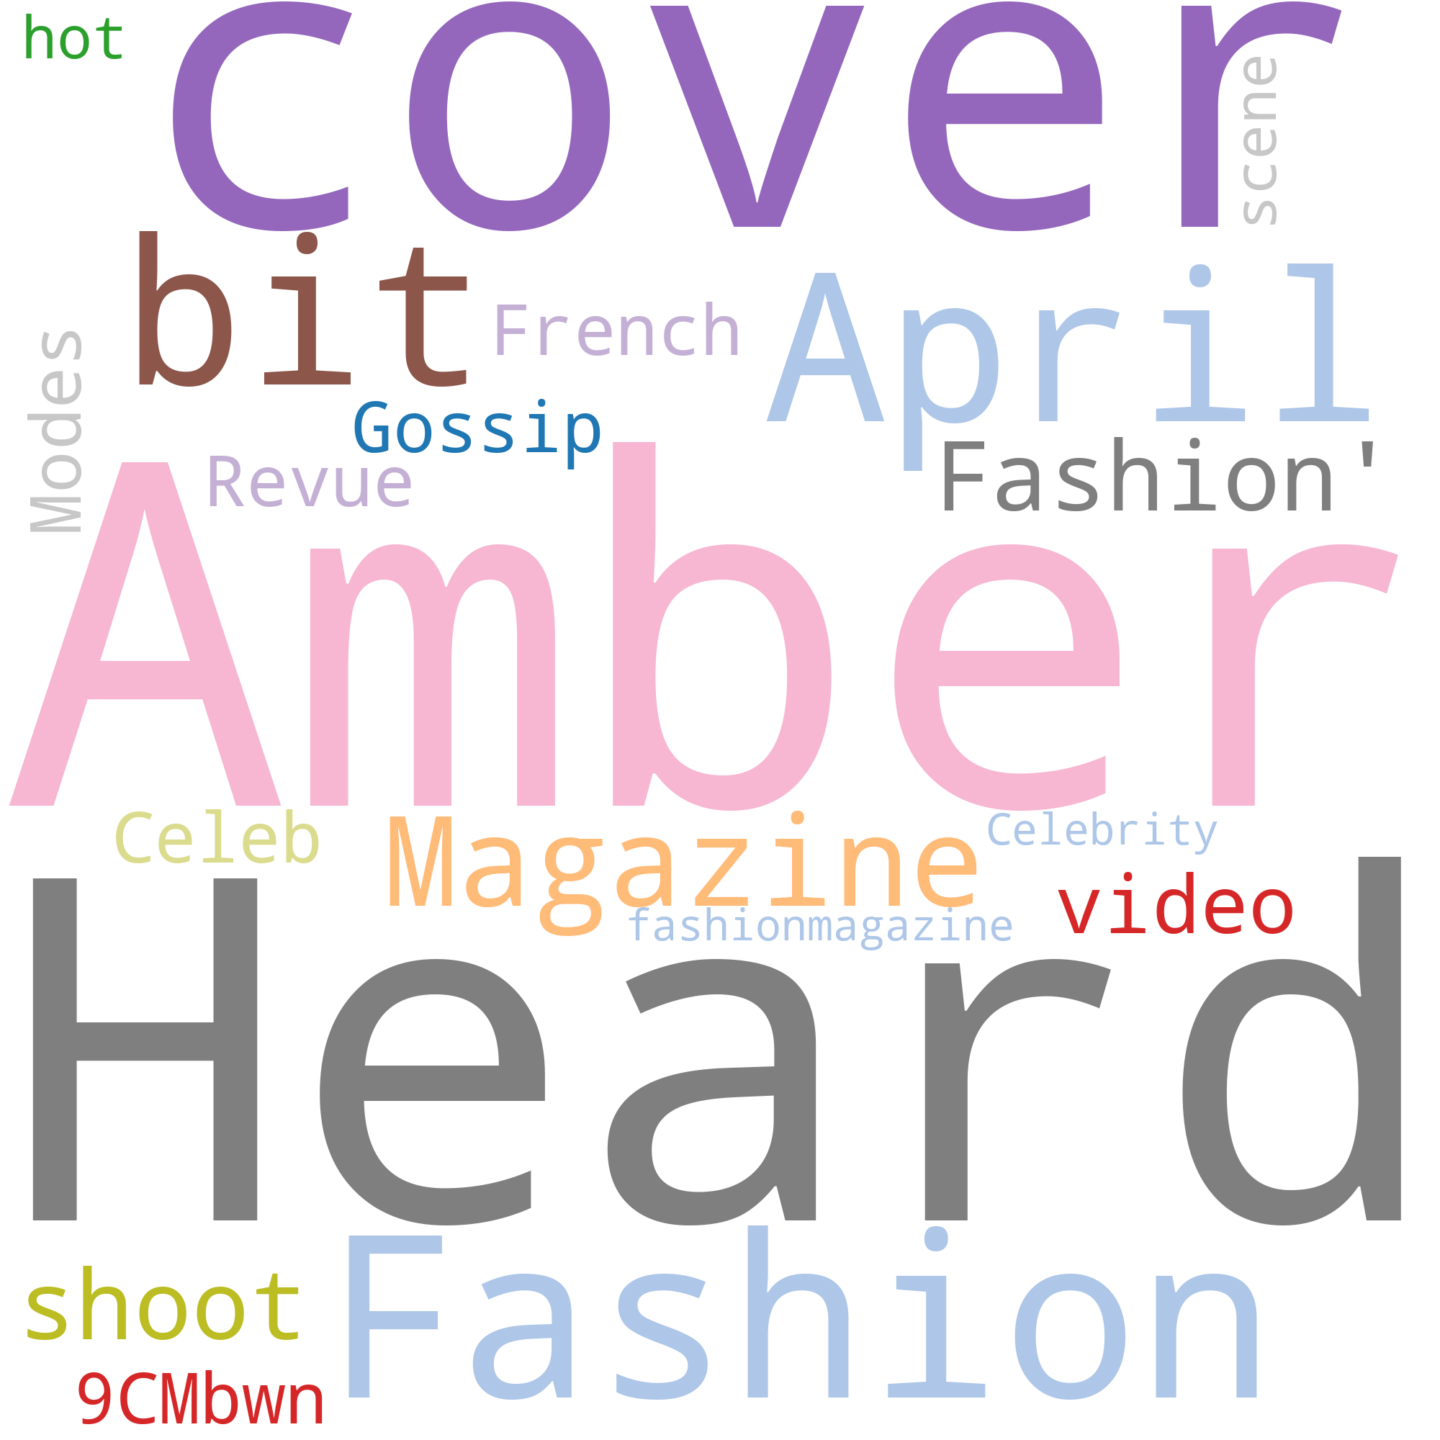 hot
cover
scene
bit
French
April
Modes
Gossip
Revue
Fashion'
Amber
Celeb
Magazine
Celebrity
video
fashionmagazine
Heard
shoot
Fashion
9CMbwn